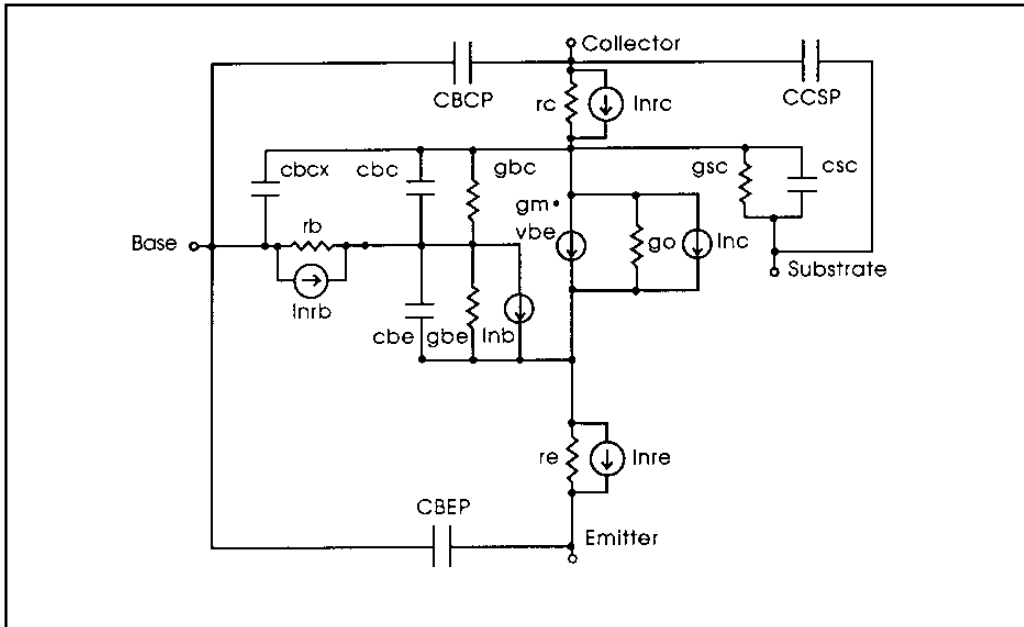 Collector
CBCP
rc
Inrc
CCSP
cbcx
cbc
gbc
gsc
csc
gm •
vbe
go
Inc
Base
rb
Inrb
Substrate
cbe
gbe
Inb
re
Inre
CBEP
Emitter